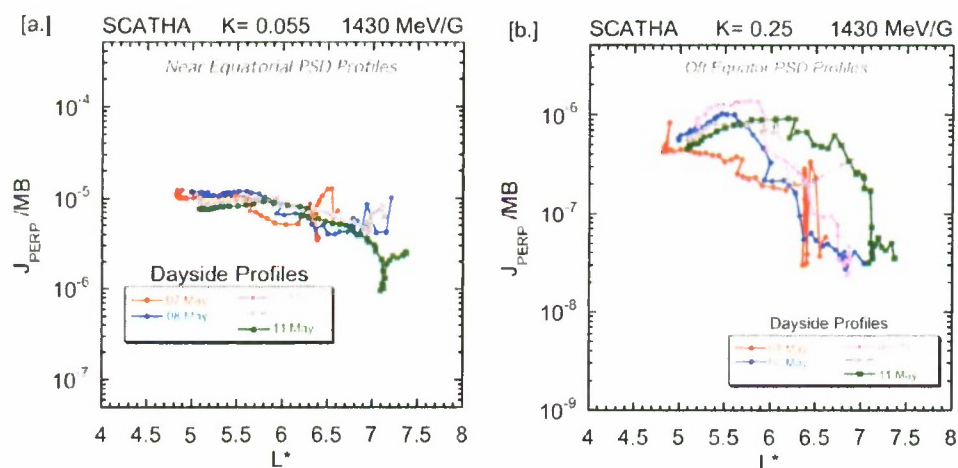 [a.] SCATHA K= 0.055 1430 MeV/G
Near Equatorial PSD Profiles
10⁻⁴
10⁻⁵
10⁻⁶
10⁻⁷
J_PERP /MB
Dayside Profiles
07 May
08 May
11 May
4 4.5 5 5.5 6 6.5 7 7.5 8
L*
[b.] SCATHA K= 0.25 1430 MeV/G
Off Equator PSD Profiles
10⁻⁶
10⁻⁷
10⁻⁸
10⁻⁹
J_PERP /MB
Dayside Profiles
May
May
11 May
4 4.5 5 5.5 6 6.5 7 7.5 8
L*